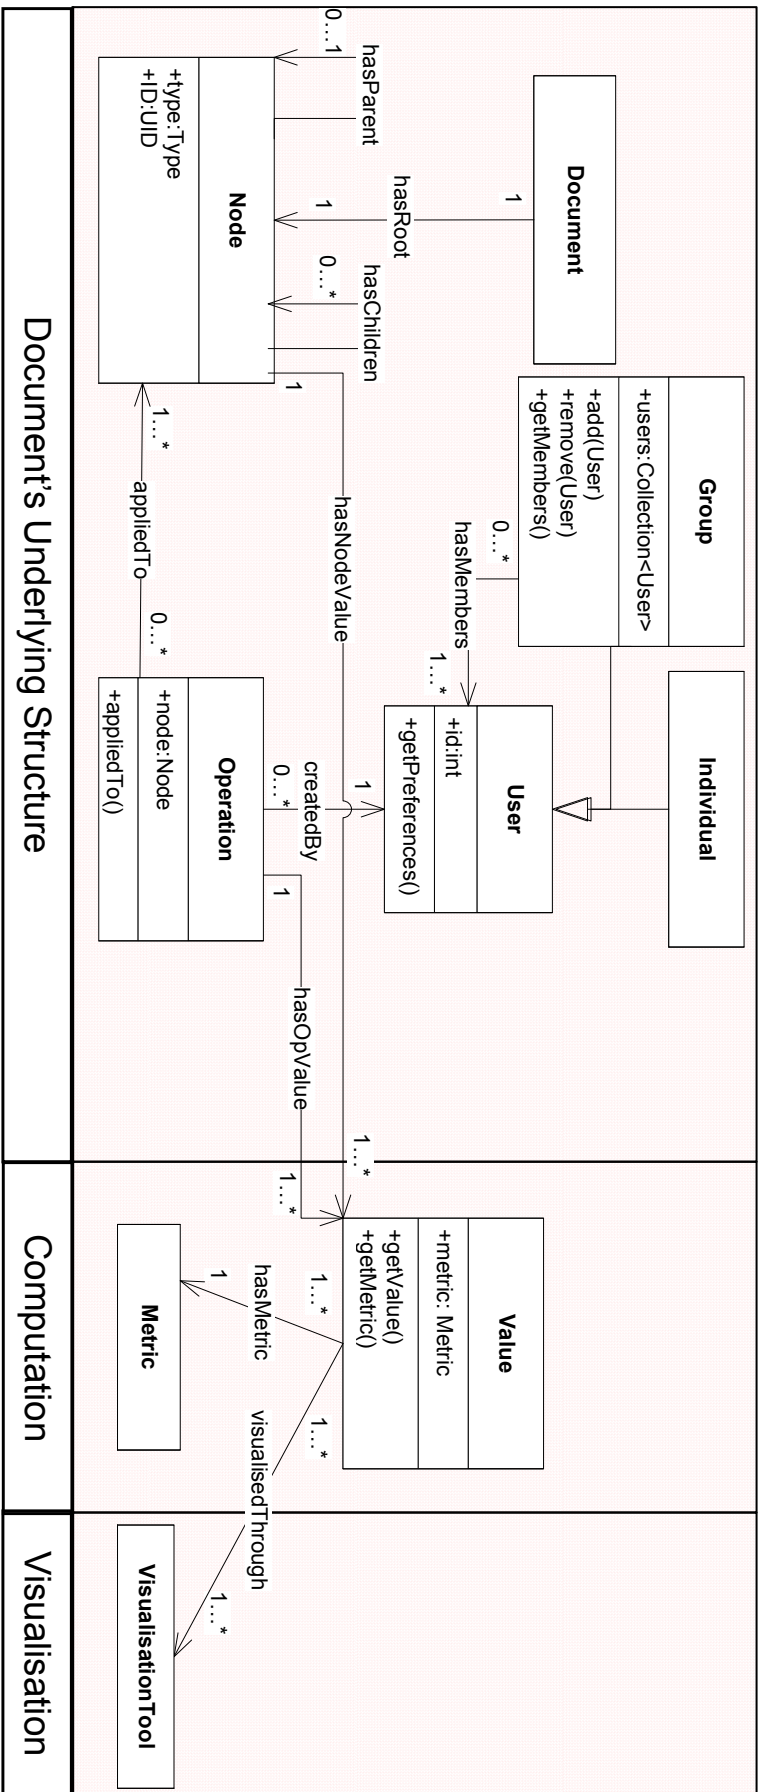 Document
Group
+users:Collection<User>
+add(User)
+remove(User)
+getMembers()
Individual
hasParent
0...1
1
hasRoot
1
hasChildren
0...*
Node
+type:Type
+ID:UID
1
hasNodeValue
1...*
0...*
hasMembers
1...*
User
+id:int
+getPreferences()
1
createdBy
0...*
1...*
appliedTo
0...*
Operation
+node:Node
+appliedTo()
1
hasOpValue
1...*
Value
+metric: Metric
+getValue()
+getMetric()
1...*
hasMetric
1
1...*
visualisedThrough
1...*
Metric
VisualisationTool
Document's Underlying Structure
Computation
Visualisation